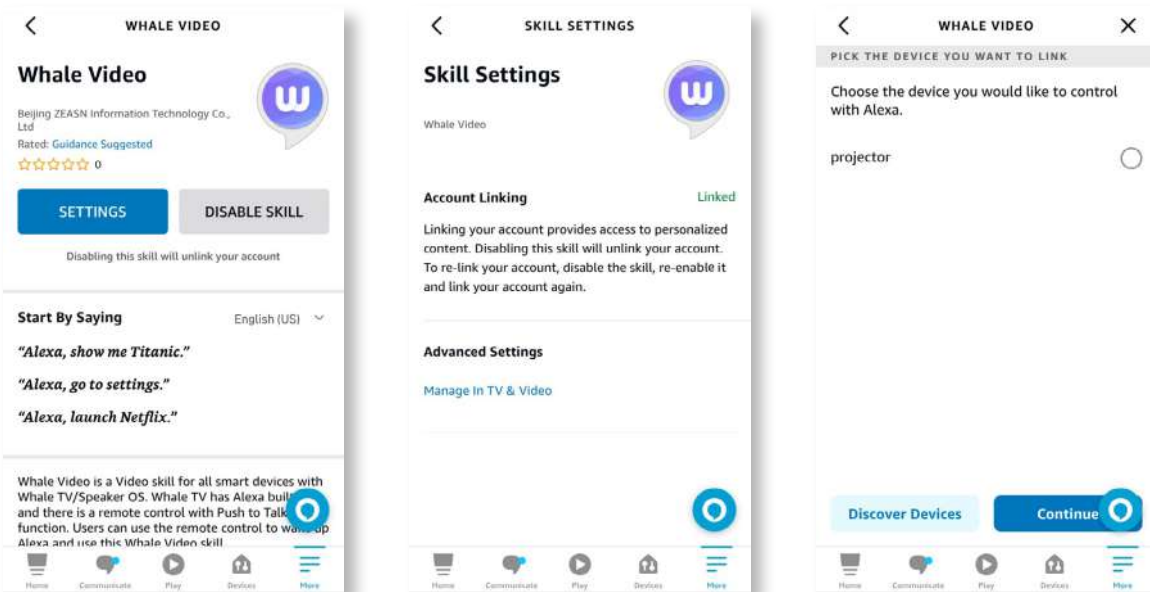 WHALE VIDEO
Whale Video
Beijing ZEASN Information Technology Co.,
Ltd
Rated: Guidance Suggested
0
SETTINGS
DISABLE SKILL
Disabling this skill will unlink your account
Start By Saying
English (US)
“Alexa, show me Titanic.”
“Alexa, go to settings.”
“Alexa, launch Netflix.”
Whale Video is a Video skill for all smart devices with
Whale TV/Speaker OS. Whale TV has Alexa
and there is a remote control with Push to Talk
function. Users can use the remote control to
Alexa and use this Whale Video skill
Home
Communicate
Play
Devices
More
SKILL SETTINGS
Skill Settings
Whale Video
Account Linking
Linked
Linking your account provides access to personalized
content. Disabling this skill will unlink your account.
To re-link your account, disable the skill, re-enable it
and link your account again.
Advanced Settings
Manage In TV & Video
Home
Communicate
Play
Devices
More
WHALE VIDEO
PICK THE DEVICE YOU WANT TO LINK
Choose the device you would like to control
with Alexa.
projector
Discover Devices
Continue
Home
Communicate
Play
Devices
More